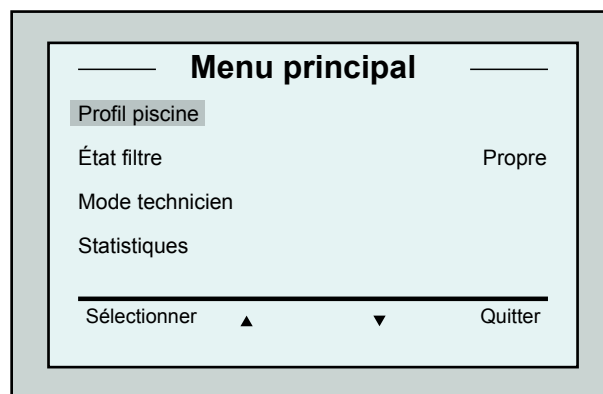 Menu principal
Profil piscine
État filtre Propre
Mode technicien
Statistiques
Sélectionner ▲ ▼ Quitter